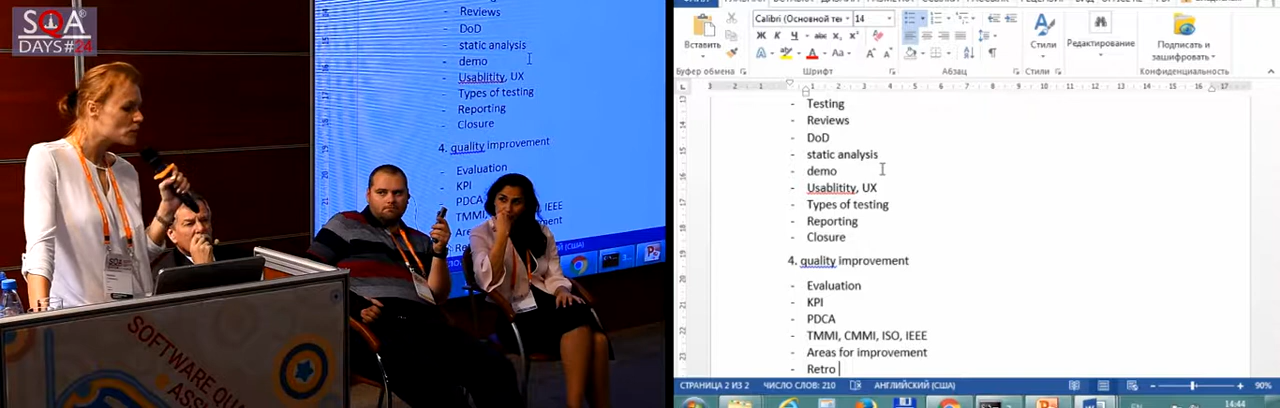 SQA
DAYS#24
Reviews
DoD
static analysis
demo
Usablitity, UX
Types of testing
Reporting
Closure
4. quality improvement
Evaluation
KPI
PDCA
TMMI
IEEE
SOFTWARE
Calibri (Основной те
14
Вставить
Стили
Редактирование
Подписать и
зашифровать
Буфер обмена
Шрифт
Абзац
Стили
Конфиденциальность
- Testing
- Reviews
- DoD
- static analysis
- demo
- Usablitity, UX
- Types of testing
- Reporting
- Closure
4. quality improvement
- Evaluation
- KPI
- PDCA
- TMMI, CMMI, ISO, IEEE
- Areas for improvement
- Retro
СТРАНИЦА 2 ИЗ 2 ЧИСЛО СЛОВ: 210 АНГЛИЙСКИЙ (США) 90%
14:44